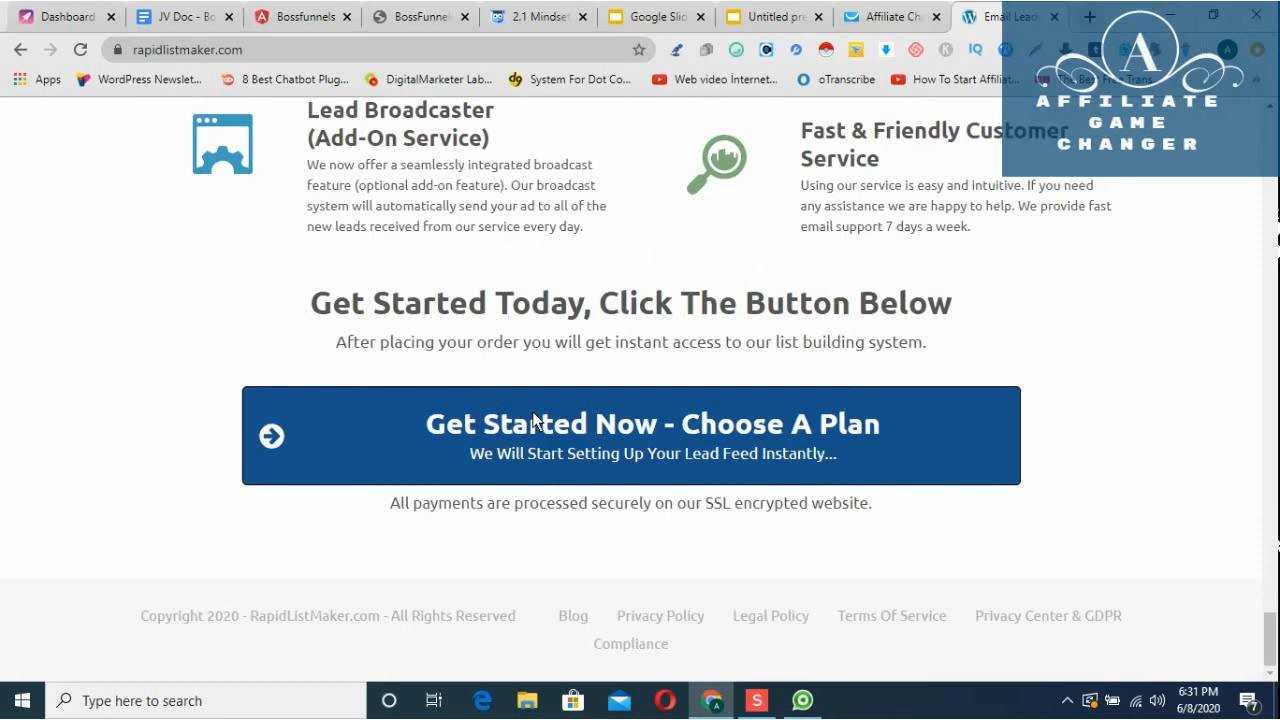 Dashboard
JV Doc - Bo
Bossfunnels
BossFunnel
2.1 Mindset
Google Slid
Untitled pre
Affiliate Ch
Email Lead
rapidlistmaker.com
Apps
WordPress Newslet...
8 Best Chatbot Plug...
DigitalMarketer Lab...
System For Dot Co...
Web video İnternet...
oTranscribe
How To Start Affiliat...
The Best Free Trans...
A
AFFILIATE
GAME
CHANGER
Lead Broadcaster
(Add-On Service)
We now offer a seamlessly integrated broadcast
feature (optional add-on feature). Our broadcast
system will automatically send your ad to all of the
new leads received from our service every day.
Fast & Friendly Customer
Service
Using our service is easy and intuitive. If you need
any assistance we are happy to help. We provide fast
email support 7 days a week.
Get Started Today, Click The Button Below
After placing your order you will get instant access to our list building system.
Get Started Now - Choose A Plan
We Will Start Setting Up Your Lead Feed Instantly...
All payments are processed securely on our SSL encrypted website.
Copyright 2020 - RapidListMaker.com - All Rights Reserved
Blog
Privacy Policy
Legal Policy
Terms Of Service
Privacy Center & GDPR
Compliance
Type here to search
6:31 PM
6/8/2020
7